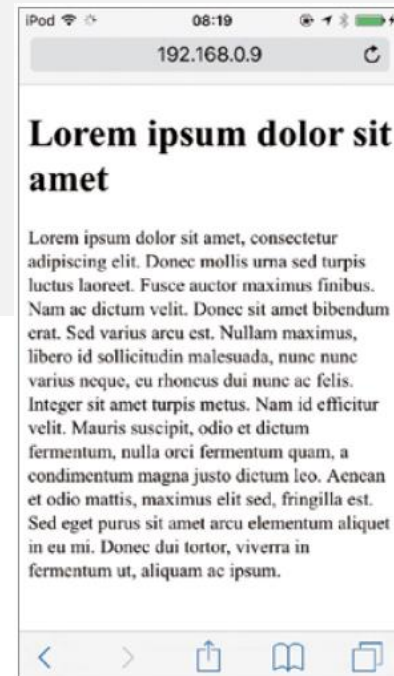 iPod 08:19
192.168.0.9
Lorem ipsum dolor sit
amet
Lorem ipsum dolor sit amet, consectetur
adipiscing elit. Donec mollis urna sed turpis
luctus laoreet. Fusce auctor maximus finibus.
Nam ac dictum velit. Donec sit amet bibendum
erat. Sed varius arcu est. Nullam maximus,
libero id sollicitudin malesuada, nunc nunc
varius neque, eu rhoncus dui nunc ac felis.
Integer sit amet turpis metus. Nam id efficitur
velit. Mauris suscipit, odio et dictum
fermentum, nulla orci fermentum quam, a
condimentum magna justo dictum leo. Aenean
et odio mattis, maximus elit sed, fringilla est.
Sed eget purus sit amet arcu elementum aliquet
in eu mi. Donec dui tortor, viverra in
fermentum ut, aliquam ac ipsum.